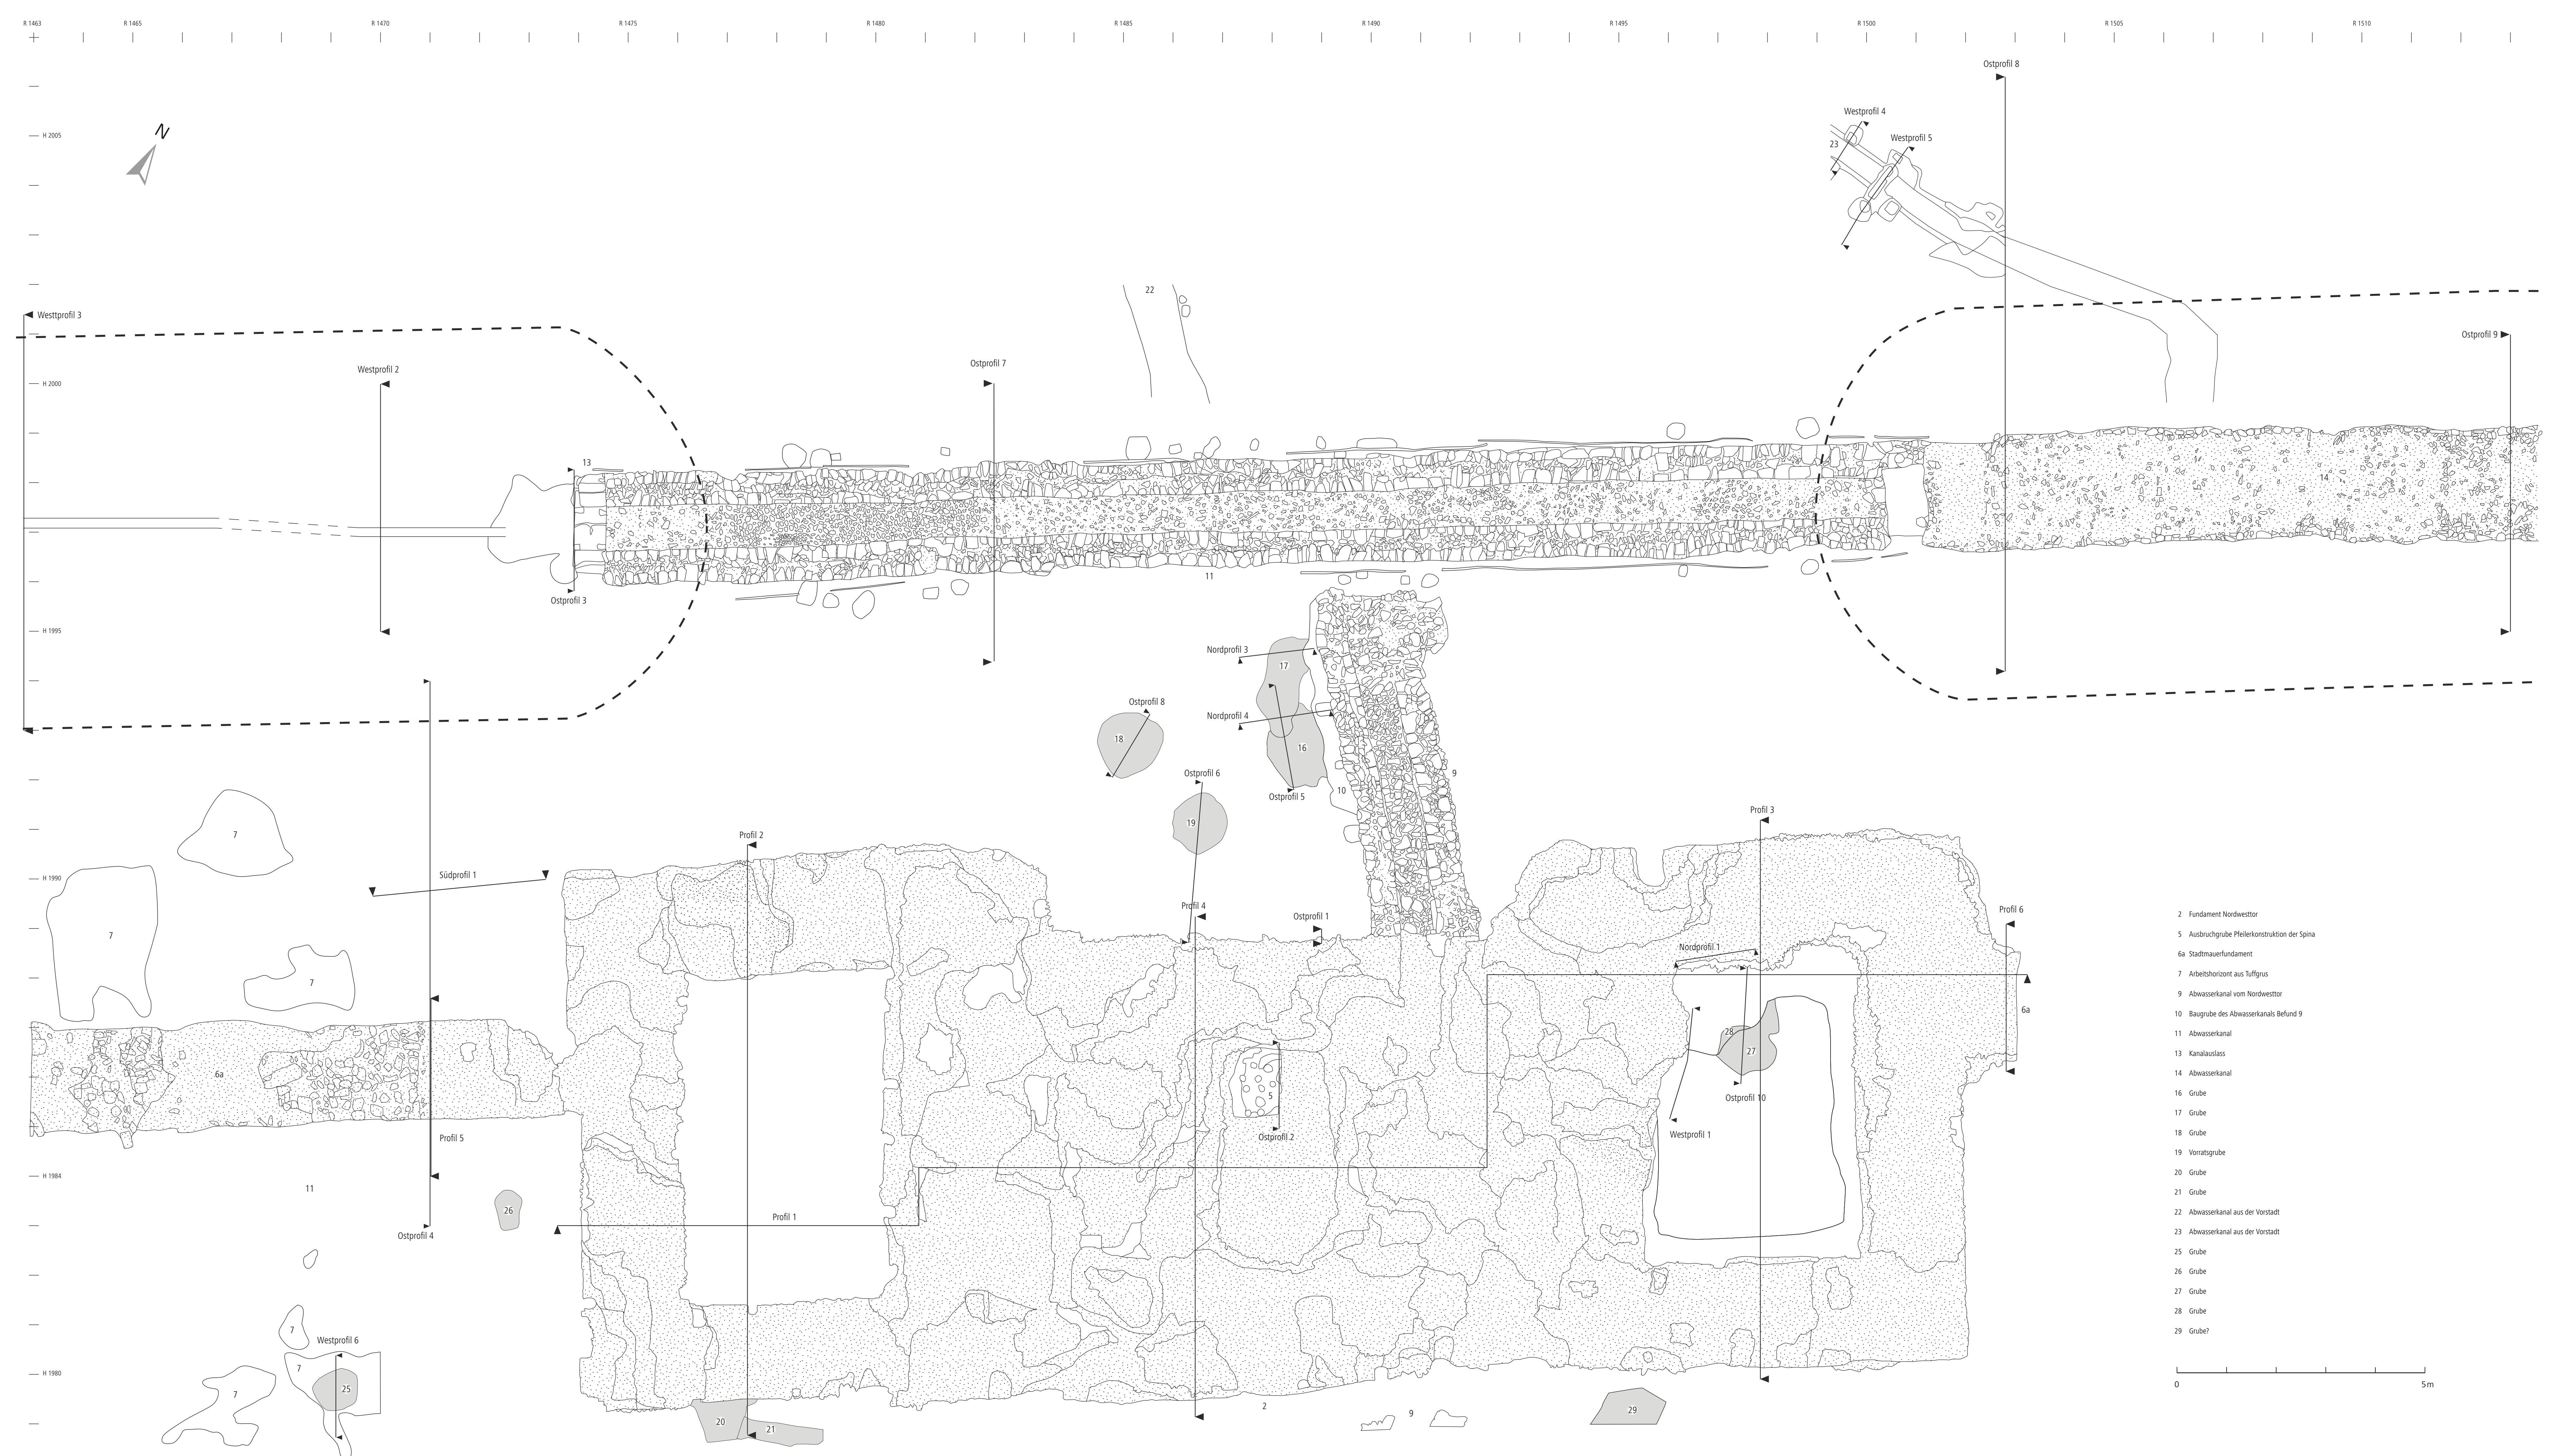 R 1463 R 1465 R 1470 R 1475 R 1480 R 1485 R 1490 R 1495 R 1500 R 1505 R 1510
Ostprofil 8
Westprofil 4
N
H 2005
Westprofil 5
23
22
Westtprofil 3
Ostprofil 9
Ostprofil 7
Westprofil 2
H 2000
13
14
11
Ostprofil 3
H 1995
Nordprofil 3
17
Ostprofil 8
Nordprofil 4
18
16
Ostprofil 6
9
10
Ostprofil 5
Profil 3
19
7
Profil 2
Südprofil 1
H 1990
Profil 4
Profil 6
Ostprofil 1
7
Nordprofil 1
7
6a
28
27
6a
5
Ostprofil 10
Westprofil 1
Profil 5
Ostprofil 2
H 1984
11
26
Profil 1
Ostprofil 4
7
Westprofil 6
7
H 1980
25
7
2
9
29
20
21
2 Fundament Nordwesttor
5 Ausbruchgrube Pfeilerkonstruktion der Spina
6a Stadtmauerfundament
7 Arbeitshorizont aus Tuffgrus
9 Abwasserkanal vom Nordwesttor
10 Baugrube des Abwasserkanals Befund 9
11 Abwasserkanal
13 Kanalauslass
14 Abwasserkanal
16 Grube
17 Grube
18 Grube
19 Vorratsgrube
20 Grube
21 Grube
22 Abwasserkanal aus der Vorstadt
23 Abwasserkanal aus der Vorstadt
25 Grube
26 Grube
27 Grube
28 Grube
29 Grube?
0 5 m